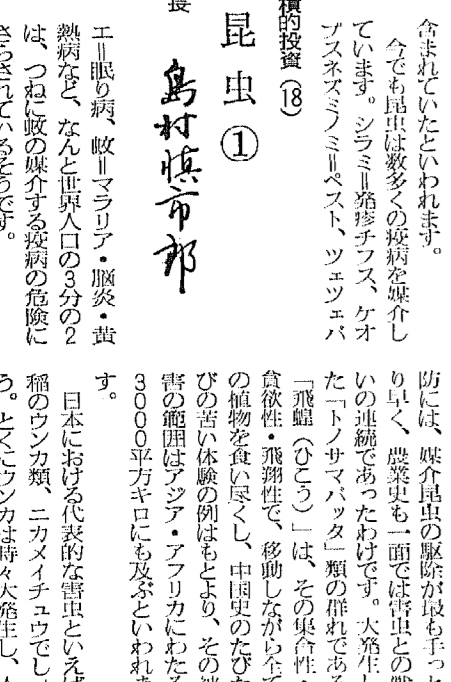 含まれていたといわれます。
今でも昆虫は数多くの疫病を媒介し
ています。シラミ＝発疹チフス、ケオ
プスネズミノミ＝ペスト、ツェツェバ
積的投資(18)
昆虫①
島村慎市郎
授
エ＝眠り病、蚊＝マラリア・脳炎・黄
熱病など、なんと世界人口の3分の2
は、つねに蚊の媒介する疫病の危険に
さらされているそうです。
防には、媒介昆虫の駆除が最も手っと
り早く、農業史も一面では害虫との戦
いの連続であったわけです。大発生し
た「トノサマバッタ」類の群れである
「飛蝗（ひこう）」は、その集合性・
貪欲性・飛翔性で、移動しながら全て
の植物を食い尽くし、中国史のたびた
びの苦い体験の例はもとより、その被
害の範囲はアジア・アフリカにわたる
3000平方キロにも及ぶといわれま
す。
日本における代表的な害虫といえば
稲のウンカ類、ニカメイチュウでしょ
う。とくにウンカは時々大発生し、